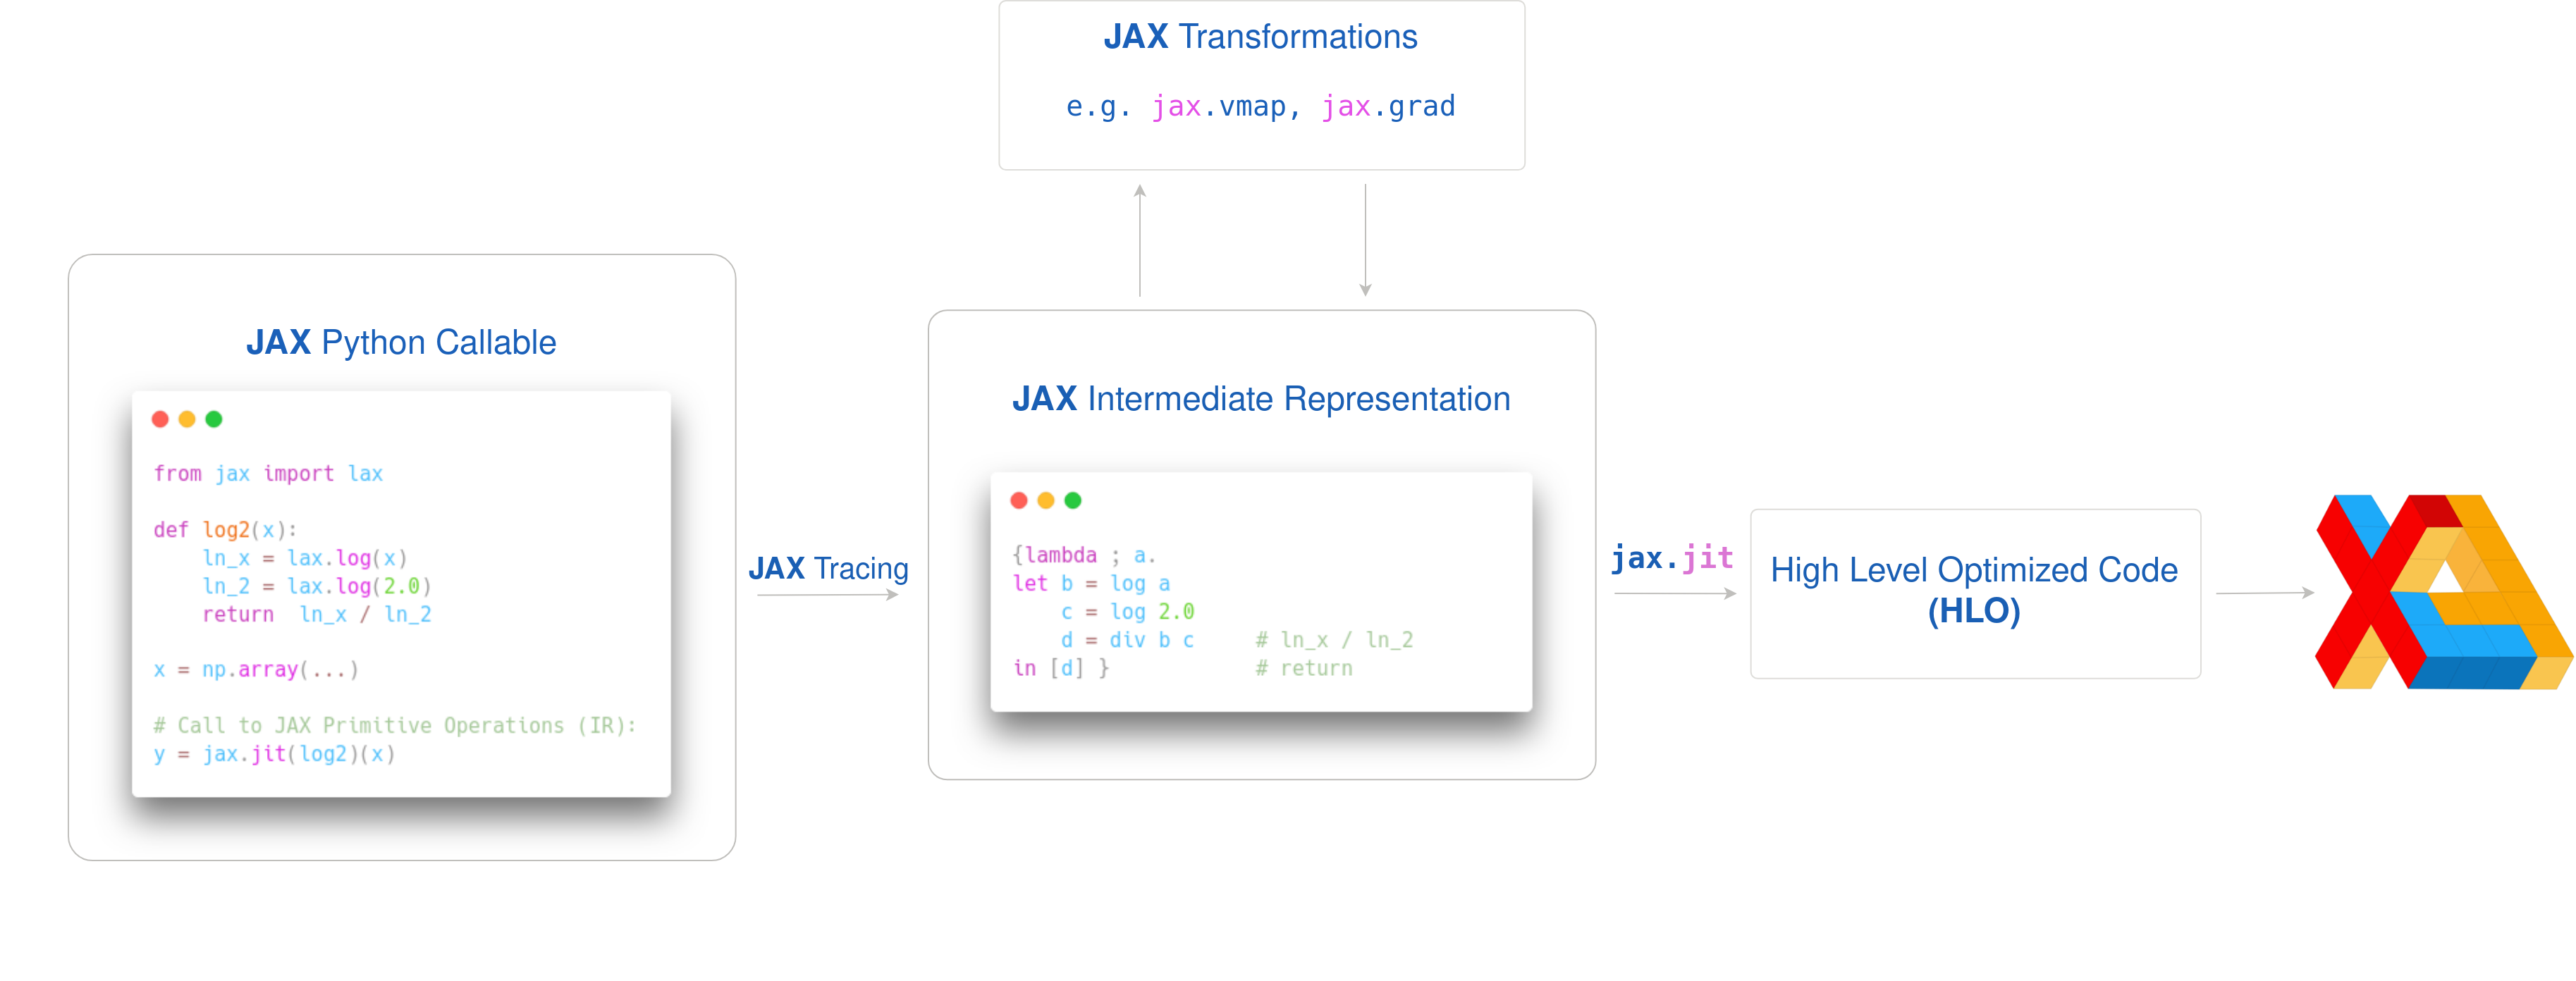 JAX Transformations
e.g. jax.vmap, jax.grad
JAX Python Callable
from jax import lax
def log2(x):
    ln_x = lax.log(x)
    ln_2 = lax.log(2.0)
    return  ln_x / ln_2
x = np.array(...)
# Call to JAX Primitive Operations (IR):
y = jax.jit(log2)(x)
JAX Tracing
JAX Intermediate Representation
{lambda ; a.
let b = log a
    c = log 2.0
    d = div b c     # ln_x / ln_2
in [d] }            # return
jax.jit
High Level Optimized Code
(HLO)
XLA